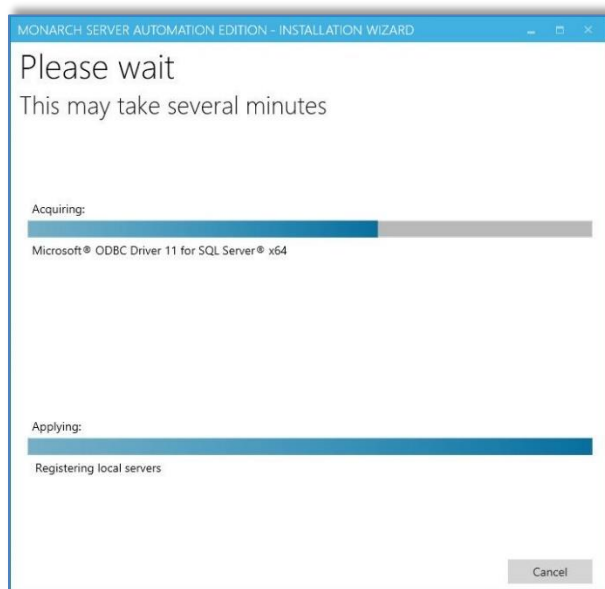 MONARCH SERVER AUTOMATION EDITION - INSTALLATION WIZARD
Please wait
This may take several minutes
Acquiring:
Microsoft® ODBC Driver 11 for SQL Server® x64
Applying:
Registering local servers
Cancel